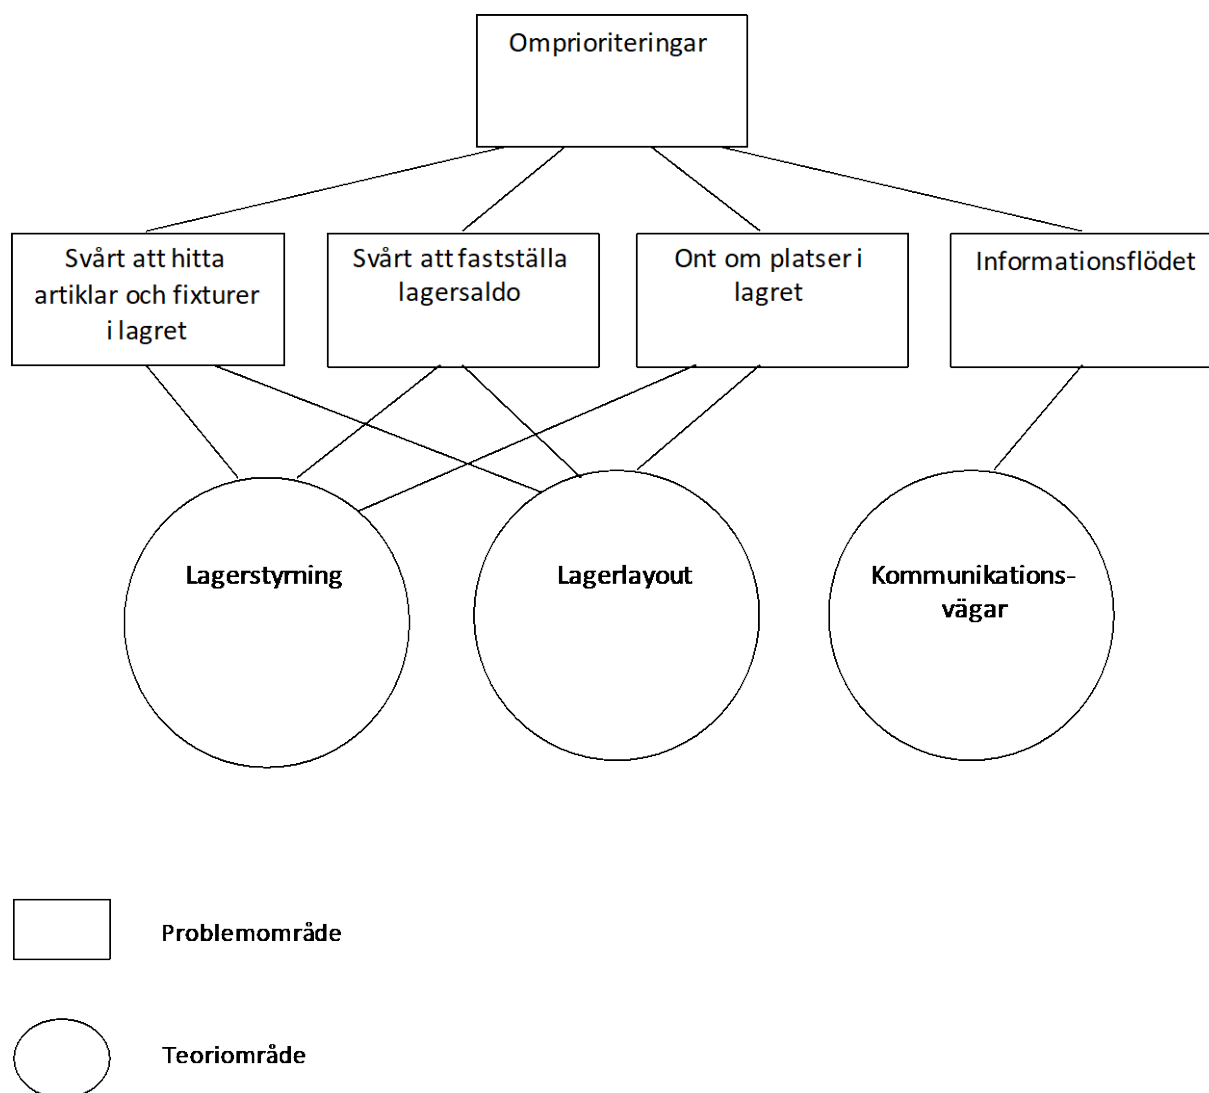 Omprioriteringar
Svårt att hitta
artiklar och fixturer
i lagret
Svårt att fastställa
lagersaldo
Ont om platser i
lagret
Informationsflödet
Lagerstyrning
Lagerlayout
Kommunikations-
vägar
Problemområde
Teoriområde